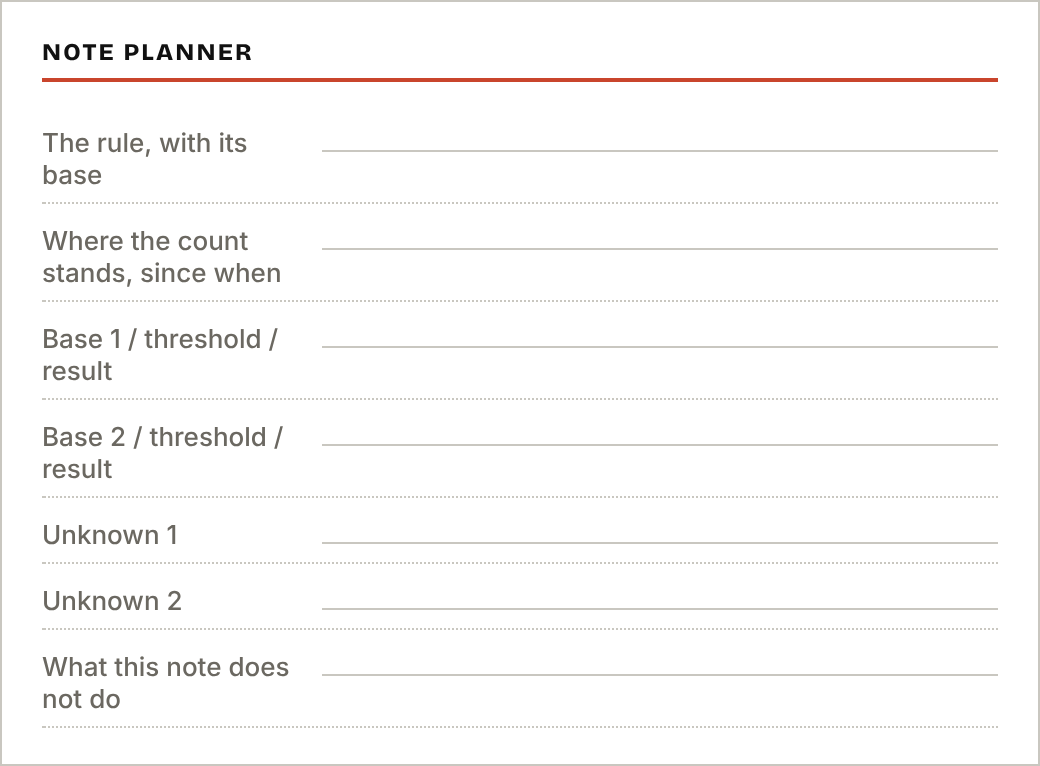 NOTE PLANNER
The rule, with its
base
Where the count
stands, since when
Base 1 / threshold /
result
Base 2 / threshold /
result
Unknown 1
Unknown 2
What this note does
not do